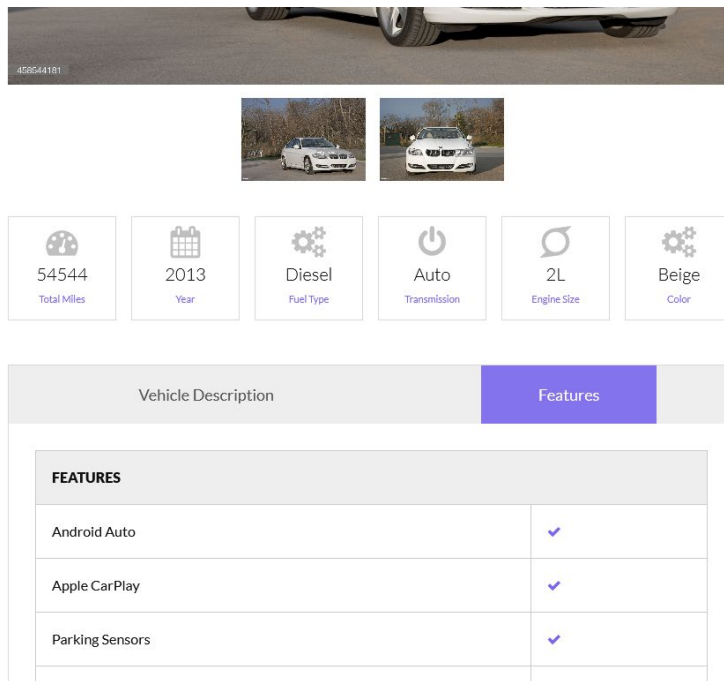 458544181
54544
Total Miles
2013
Year
Diesel
Fuel Type
Auto
Transmission
2L
Engine Size
Beige
Color
Vehicle Description
Features
FEATURES
Android Auto
Apple CarPlay
Parking Sensors